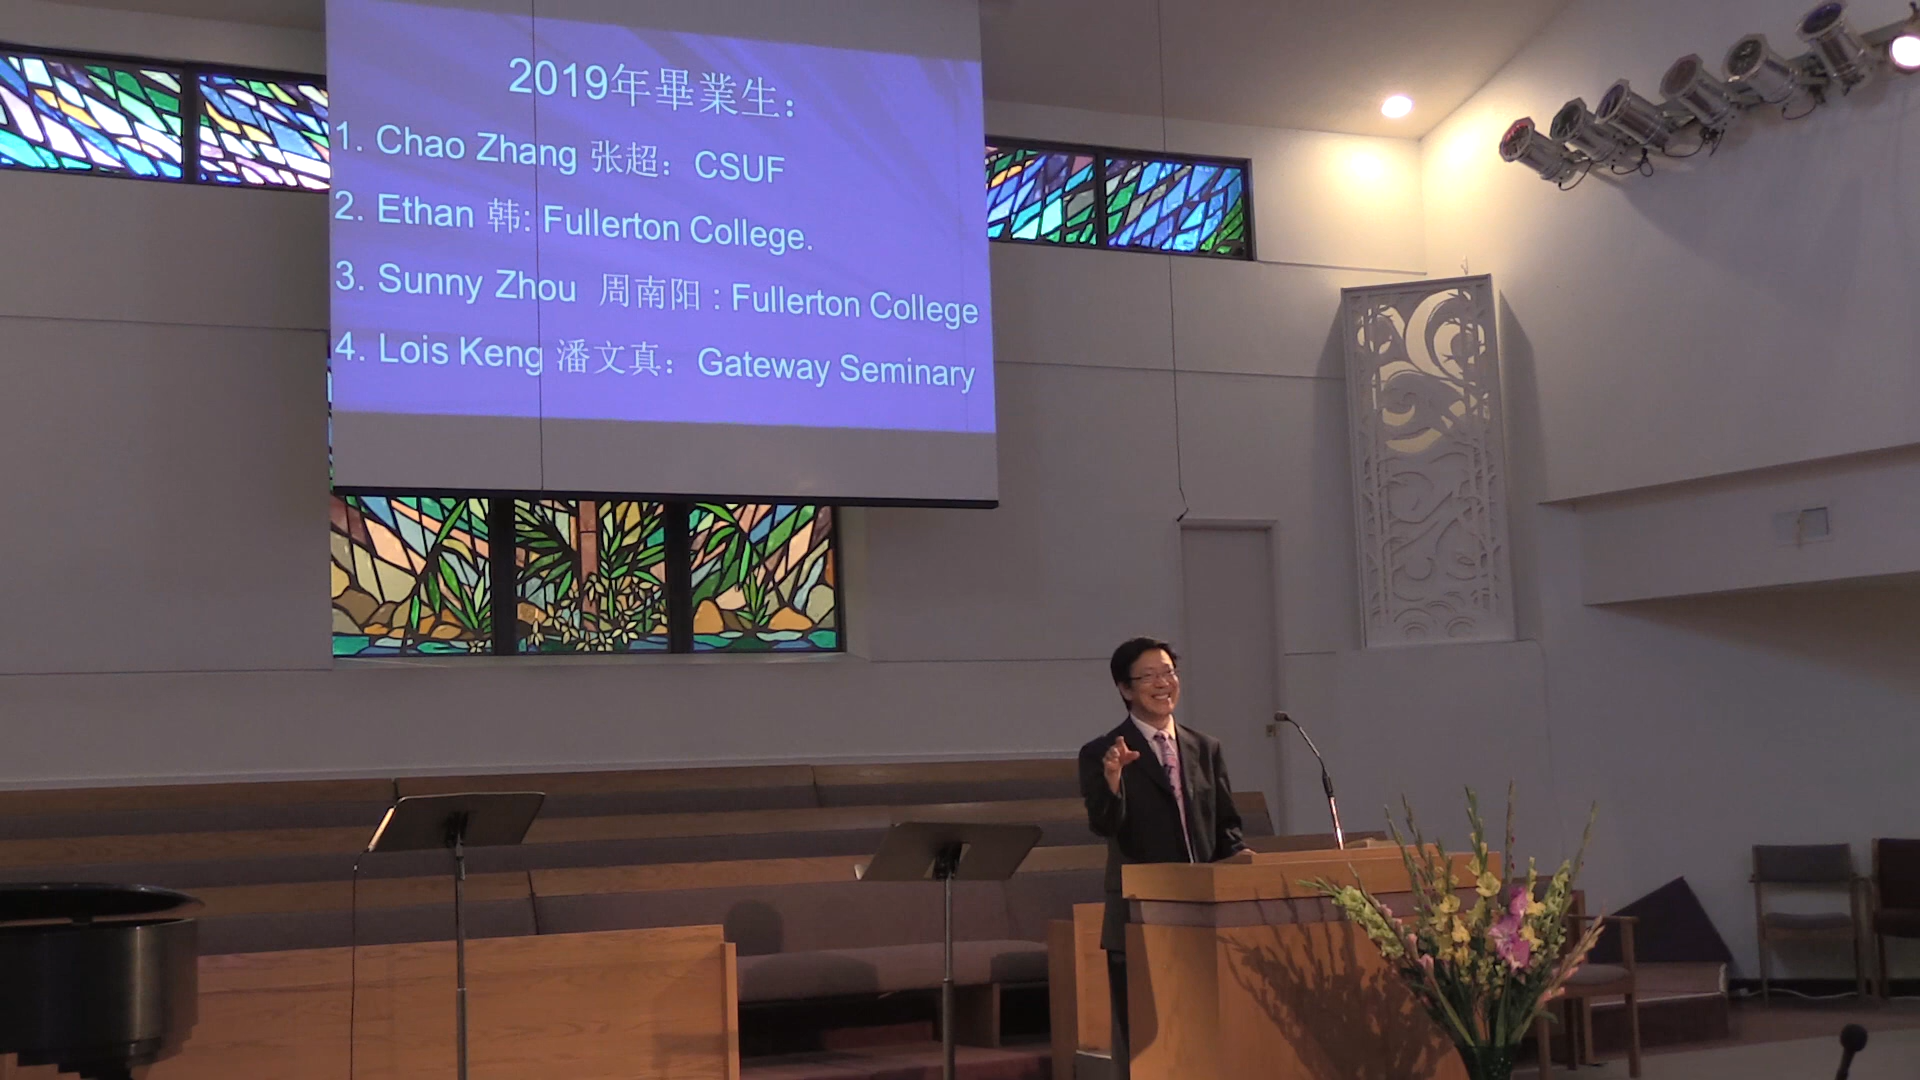 2019年畢業生：
1. Chao Zhang 张超：CSUF
2. Ethan 韩: Fullerton College.
3. Sunny Zhou 周南阳 : Fullerton College
4. Lois Keng 潘文真：Gateway Seminary